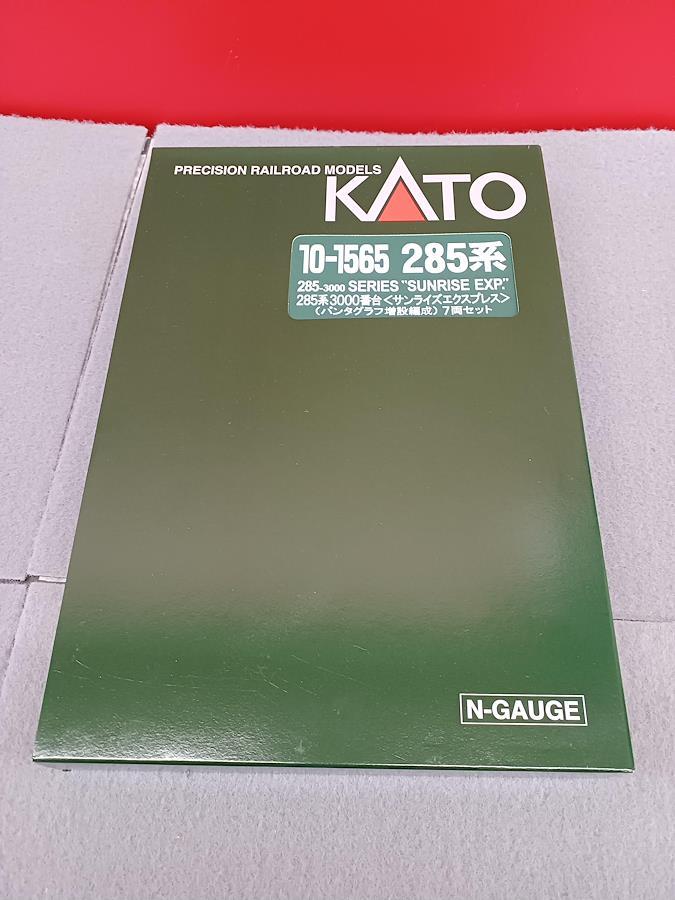 PRECISION RAILROAD MODELS
KATO
10-1565 285系
285-3000 SERIES "SUNRISE EXP."
285系3000番台<サンライズエクスプレス>
(パンタグラフ増設編成) 7両セット
N-GAUGE